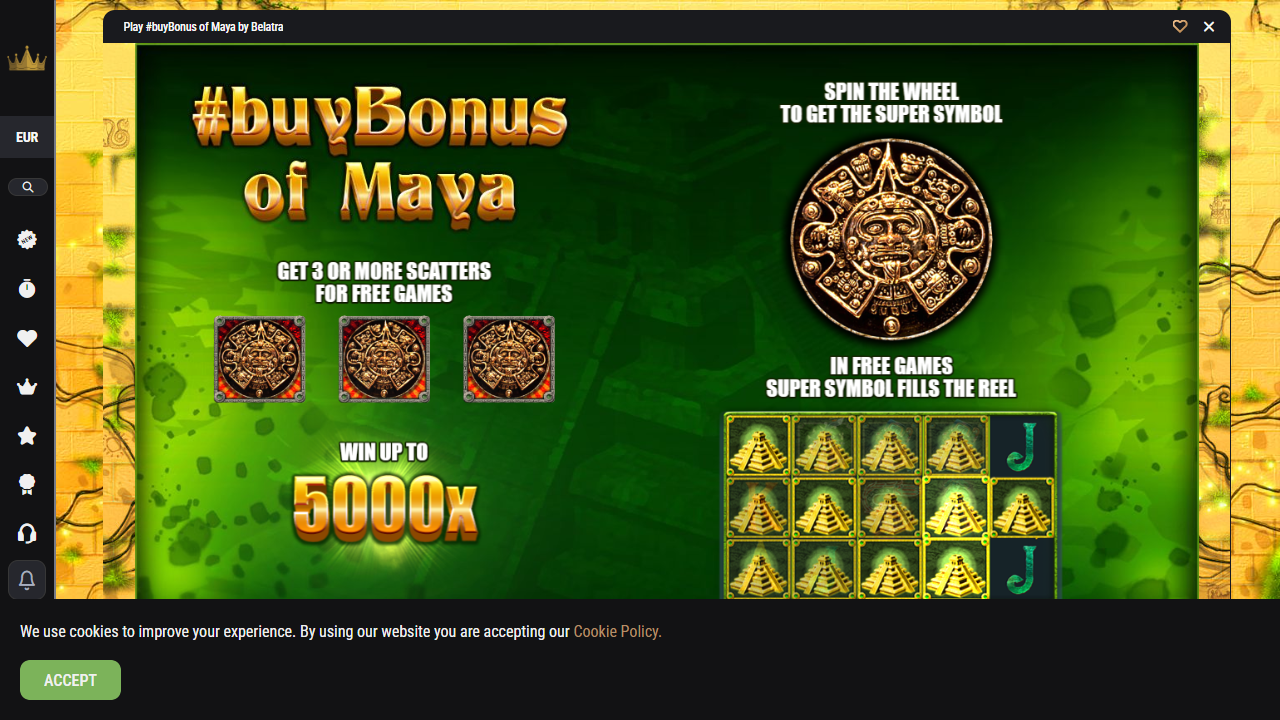 Play #buyBonus of Maya by Belatra
EUR
NEW
#buyBonus
of Maya
GET 3 OR MORE SCATTERS
FOR FREE GAMES
WIN UP TO
5000x
SPIN THE WHEEL
TO GET THE SUPER SYMBOL
IN FREE GAMES
SUPER SYMBOL FILLS THE REEL
J
J
We use cookies to improve your experience. By using our website you are accepting our Cookie Policy.
ACCEPT